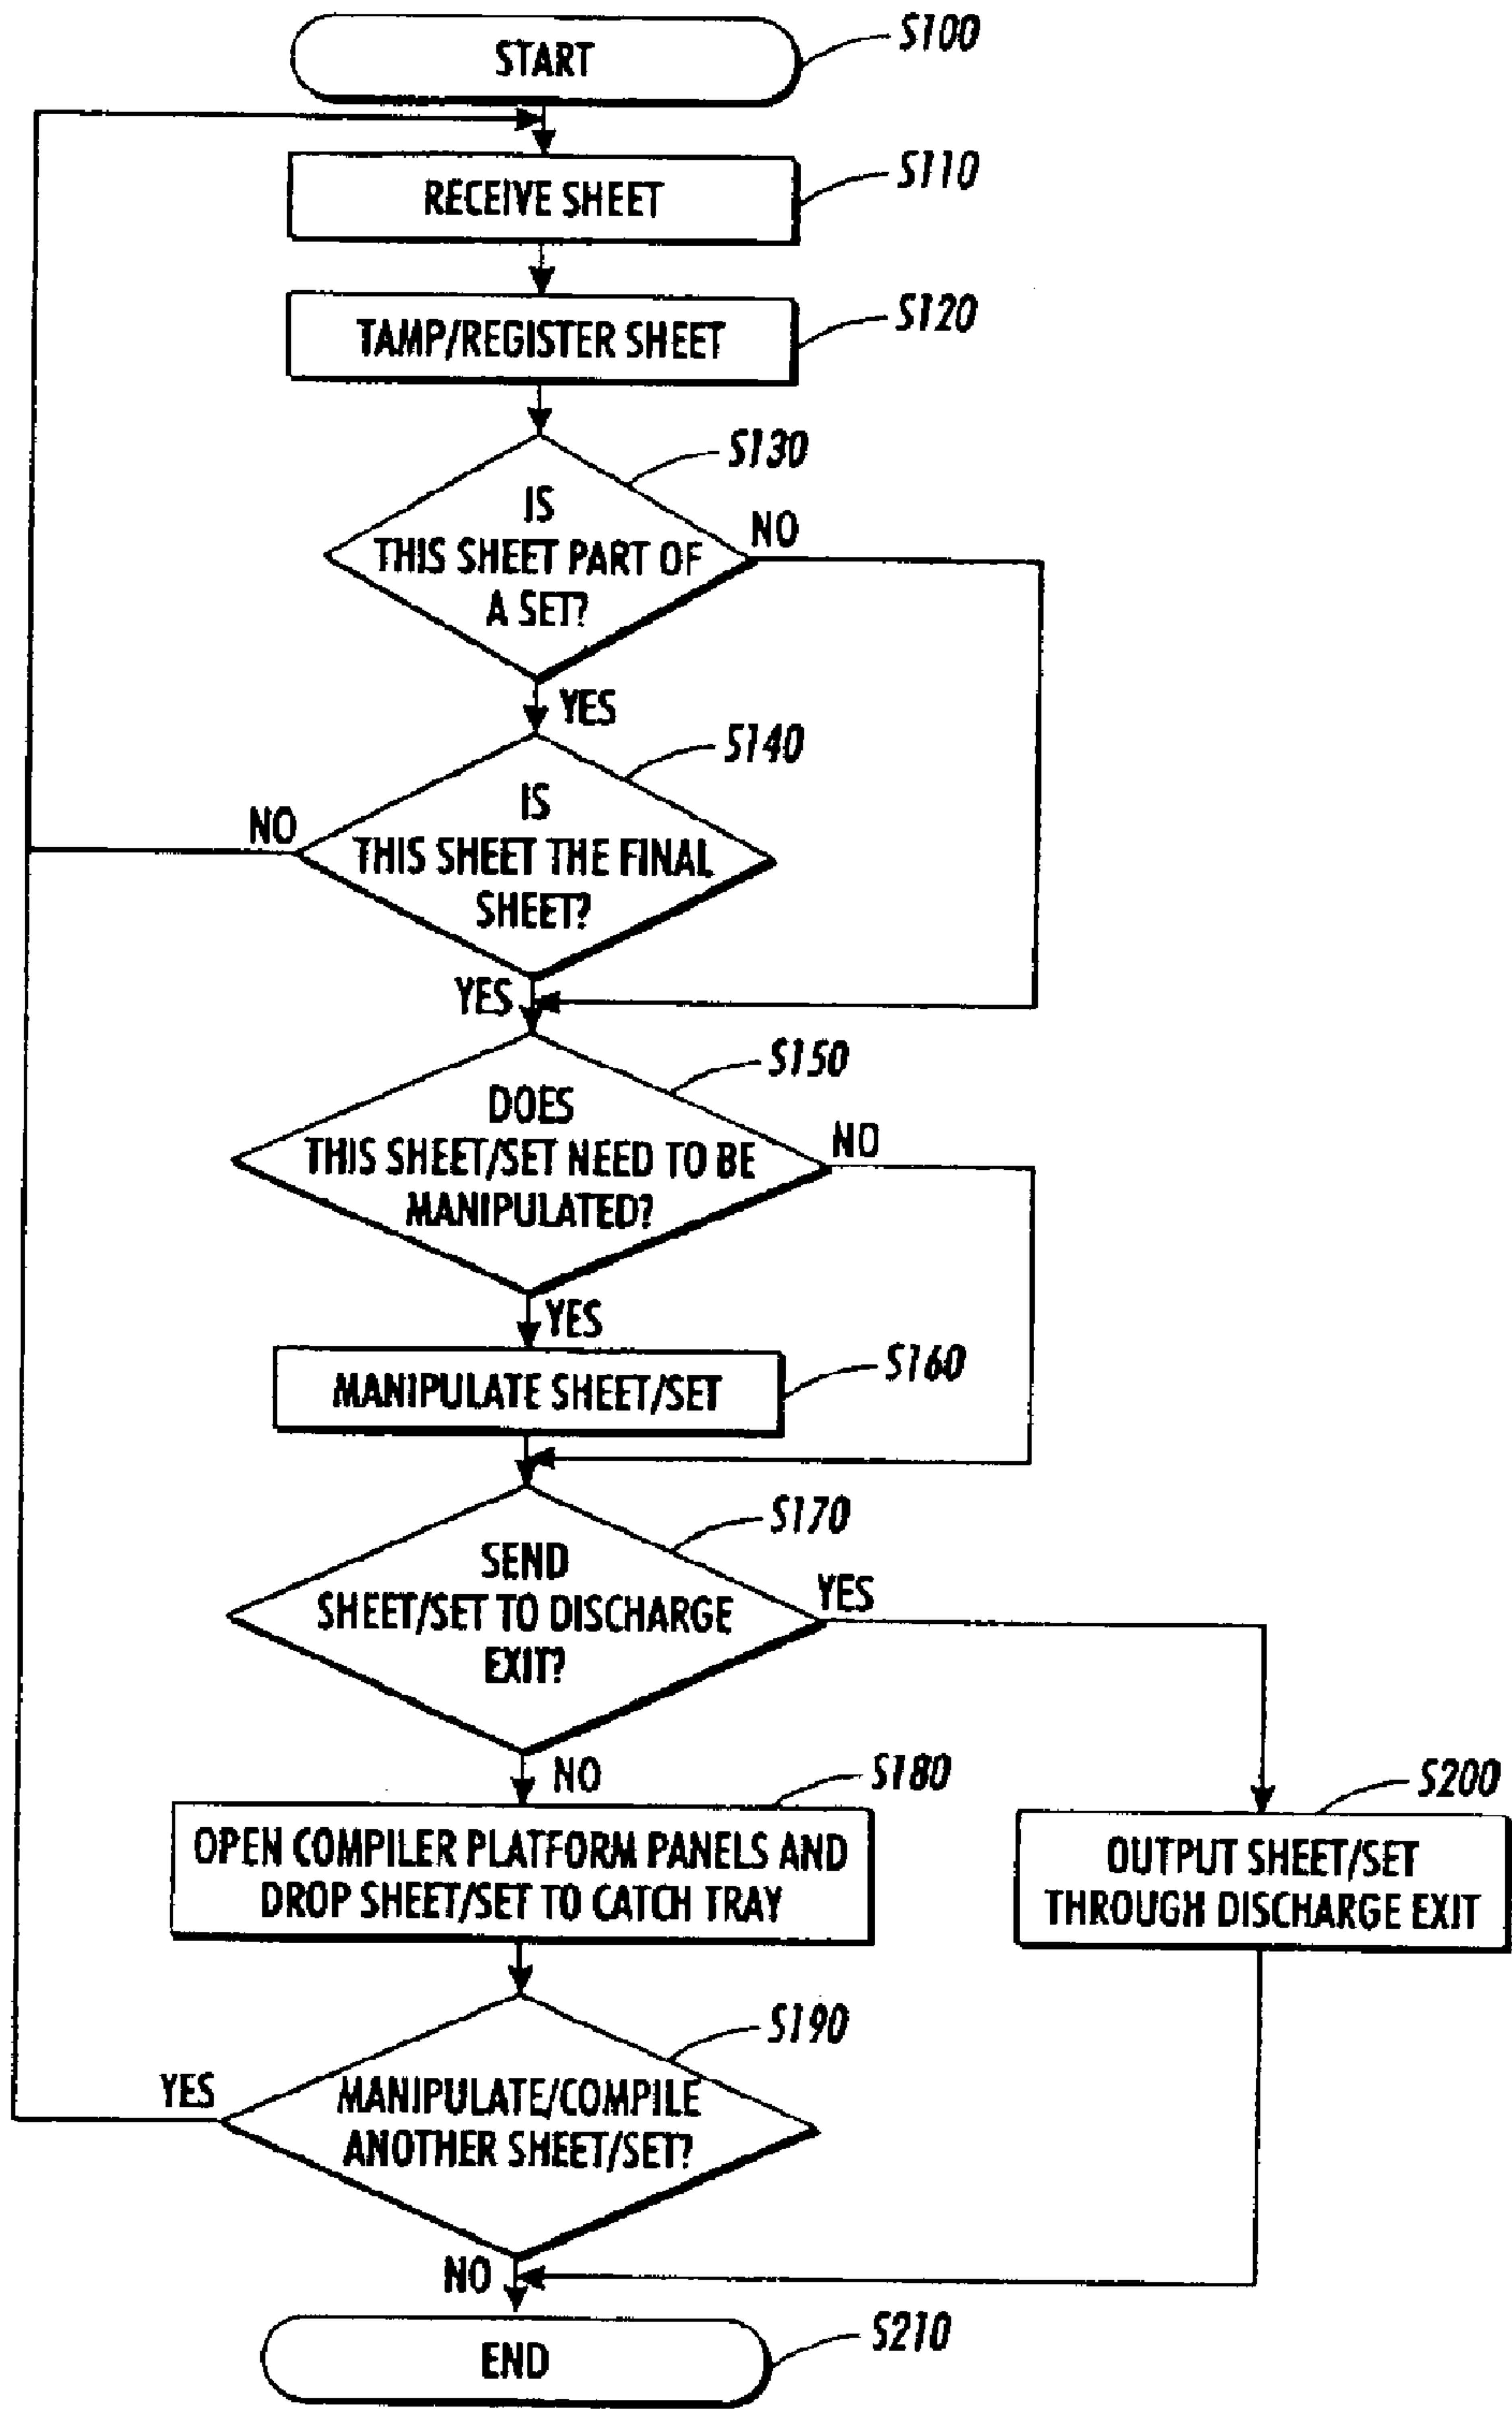 START
S100
RECEIVE SHEET
S110
TAMP/REGISTER SHEET
S120
S130
IS
THIS SHEET PART OF
A SET?
NO
YES
S140
IS
THIS SHEET THE FINAL
SHEET?
NO
YES
S150
DOES
THIS SHEET/SET NEED TO BE
MANIPULATED?
NO
YES
MANIPULATE SHEET/SET
S160
S170
SEND
SHEET/SET TO DISCHARGE
EXIT?
YES
NO
S180
OPEN COMPILER PLATFORM PANELS AND
DROP SHEET/SET TO CATCH TRAY
S200
OUTPUT SHEET/SET
THROUGH DISCHARGE EXIT
S190
MANIPULATE/COMPILE
ANOTHER SHEET/SET?
YES
NO
END
S210